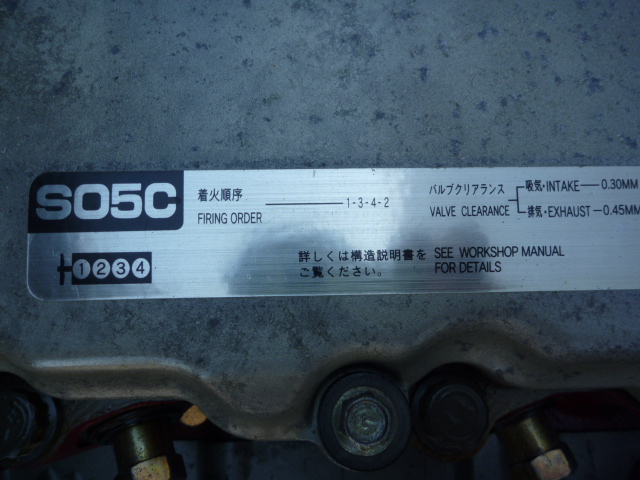 S05C
着火順序 1-3-4-2
FIRING ORDER
バルブクリアランス 吸気・INTAKE 0.30MM
VALVE CLEARANCE 排気・EXHAUST 0.45MM
1234
詳しくは構造説明書を SEE WORKSHOP MANUAL
ご覧ください。 FOR DETAILS